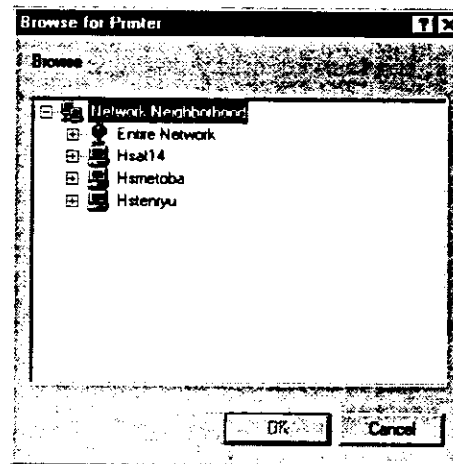 Browse for Printer
Browse
Network Neighborhood
Entire Network
Hsat14
Hsmetoba
Hstenryu
OK
Cancel